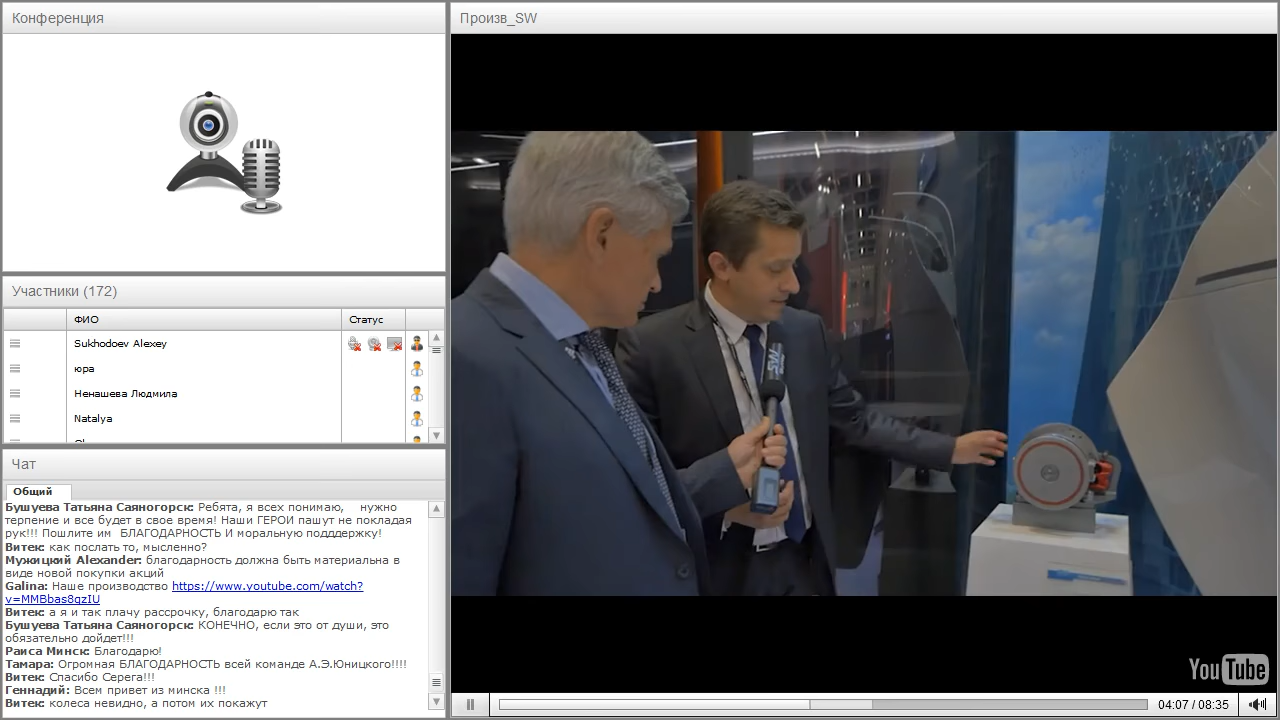 Конференция
Произв_SW
Участники (172)
ФИО
Статус
Sukhodoev Alexey
юра
Ненашева Людмила
Natalya
Чат
Общий
Бушуева Татьяна Саяногорск: Ребята, я всех понимаю, нужно
терпение и все будет в свое время! Наши ГЕРОИ пашут не покладая
рук!!! Пошлите им БЛАГОДАРНОСТЬ И моральную подддержку!
Витек: как послать то, мысленно?
Мужицкий Alexander: благодарность должна быть материальна в
виде новой покупки акций
Galina: Наше производство https://www.youtube.com/watch?
v=MMBbas8qzIU
Витек: а я и так плачу рассрочку, благодарю так
Бушуева Татьяна Саяногорск: КОНЕЧНО, если это от души, это
обязательно дойдет!!!
Раиса Минск: Благодарю!
Тамара: Огромная БЛАГОДАРНОСТЬ всей команде А.Э.Юницкого!!!!
Витек: Спасибо Серега!!!
Геннадий: Всем привет из минска !!!
Витек: колеса невидно, а потом их покажут
SW
YouTube
04:07 / 08:35